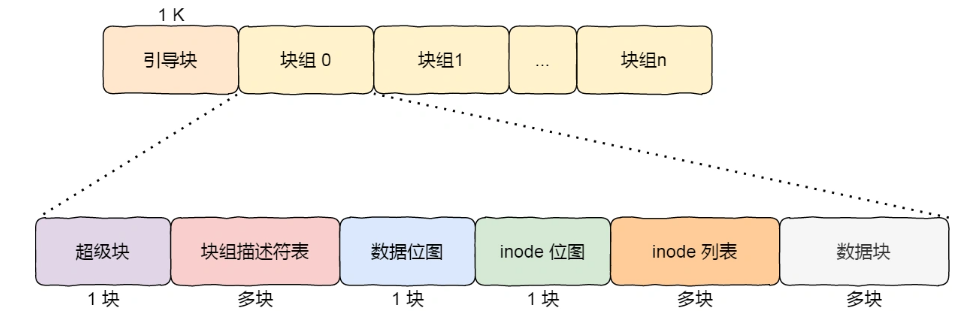 1 K
引导块
块组 0
块组1
...
块组n
超级块
块组描述符表
数据位图
inode 位图
inode 列表
数据块
1 块
多块
1 块
1 块
多块
多块